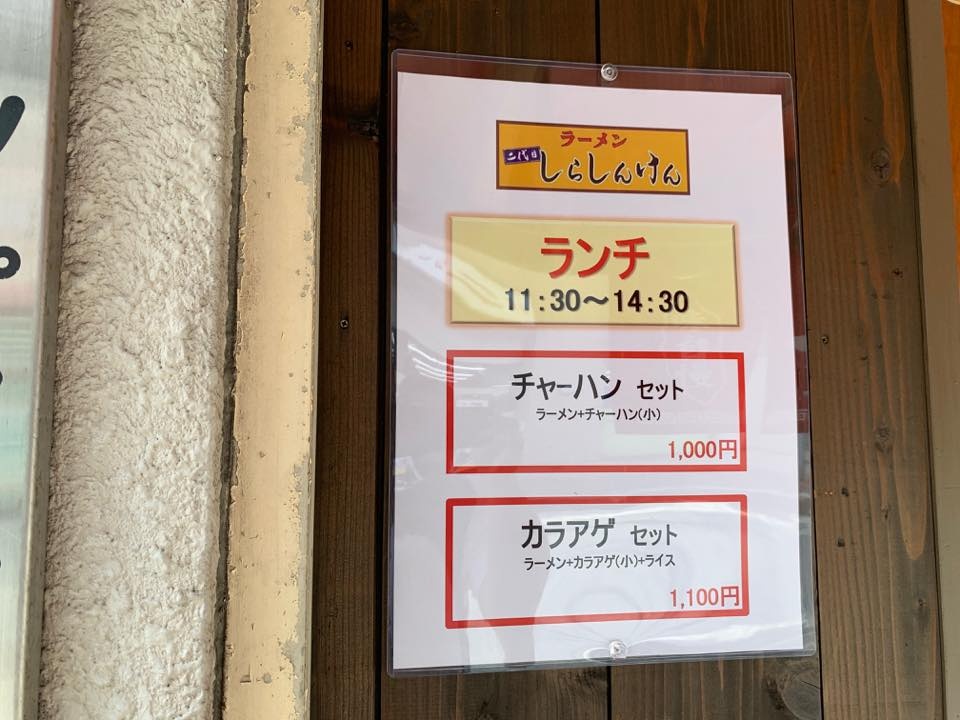 ラーメン
二代目
しらしんけん
ランチ
11:30～14:30
チャーハン セット
ラーメン+チャーハン(小)
1,000円
カラアゲ セット
ラーメン+カラアゲ(小)+ライス
1,100円